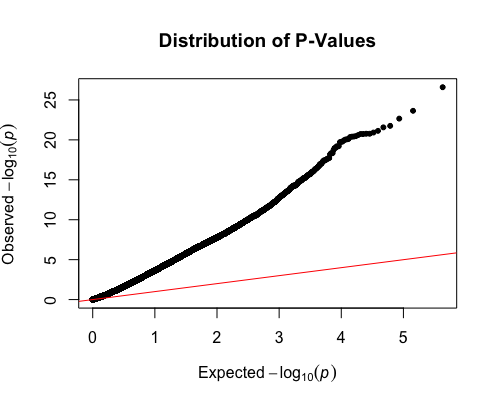 Distribution of P-Values
Observed −log10(p)
25
20
15
10
5
0
0 1 2 3 4 5
Expected −log10(p)